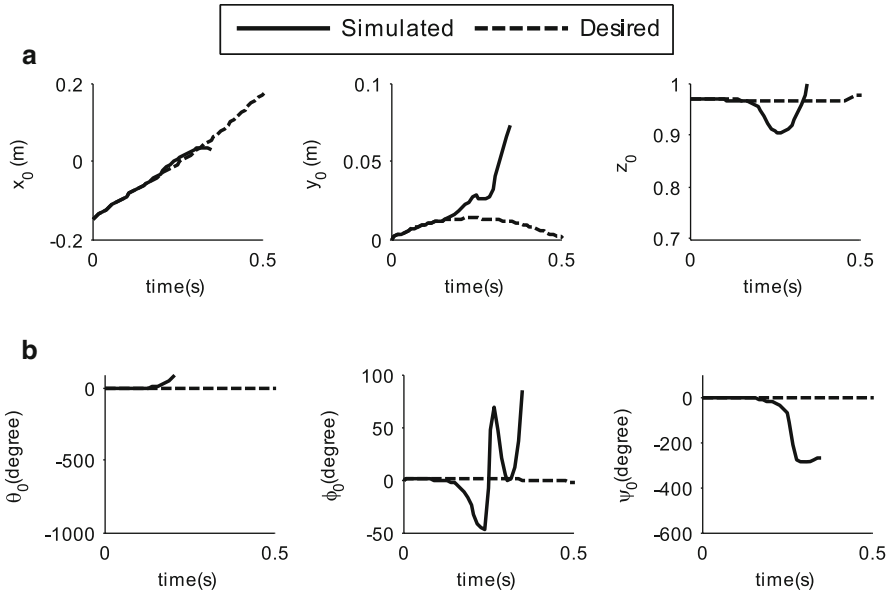 Simulated Desired
a
0.2
0
-0.2
x0 (m)
0 0.5
time(s)
0.1
0.05
0
y0 (m)
0 0.5
time(s)
1
0.9
0.8
0.7
z0
0 0.5
time(s)
b
0
-500
-1000
θ0(degree)
0 0.5
time(s)
100
50
0
-50
ϕ0(degree)
0 0.5
time(s)
0
-200
-400
-600
ψ0(degree)
0 0.5
time(s)